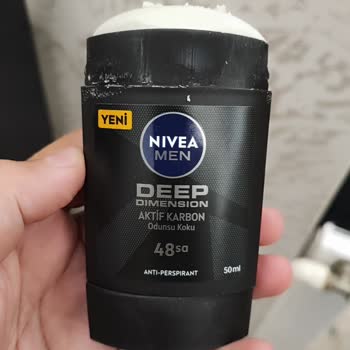 YENİ
NIVEA
MEN
DEEP
DIMENSION
AKTİF KARBON
Odunsu Koku
48sa
ANTI-PERSPIRANT
50ml